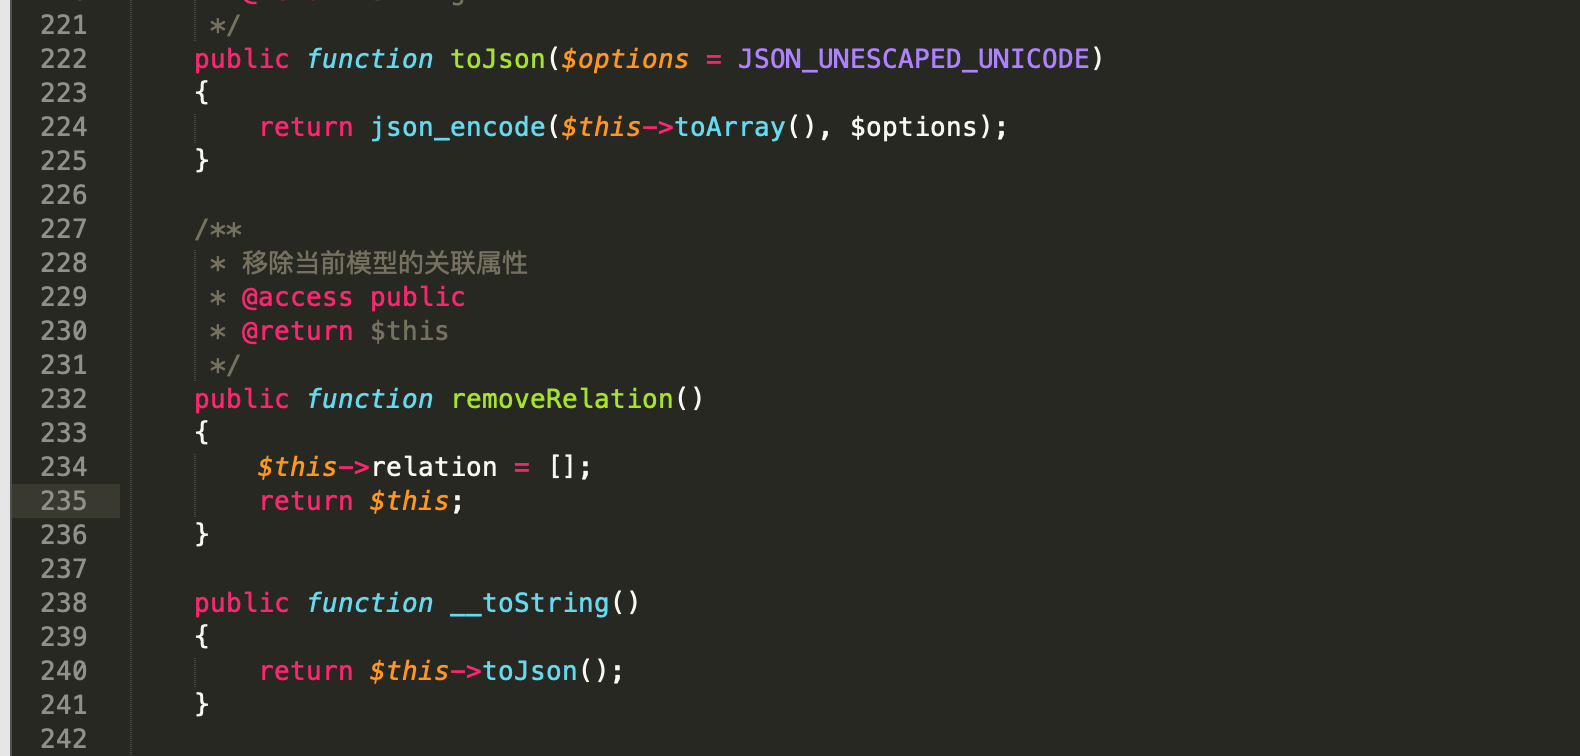 221         */
222        public function toJson($options = JSON_UNESCAPED_UNICODE)
223        {
224            return json_encode($this->toArray(), $options);
225        }
226
227        /**
228         * 移除当前模型的关联属性
229         * @access public
230         * @return $this
231         */
232        public function removeRelation()
233        {
234            $this->relation = [];
235            return $this;
236        }
237
238        public function __toString()
239        {
240            return $this->toJson();
241        }
242